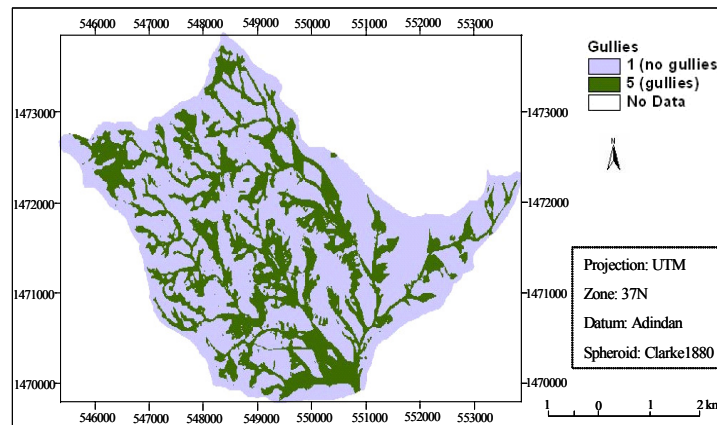 546000 547000 548000 549000 550000 551000 552000 553000
Gullies
1 (no gullies)
5 (gullies)
No Data
N
1473000 1473000
1472000 1472000
1471000 1471000
1470000 1470000
Projection: UTM
Zone: 37N
Datum: Adindan
Spheroid: Clarke1880
546000 547000 548000 549000 550000 551000 552000 553000
1 0 1 2 km